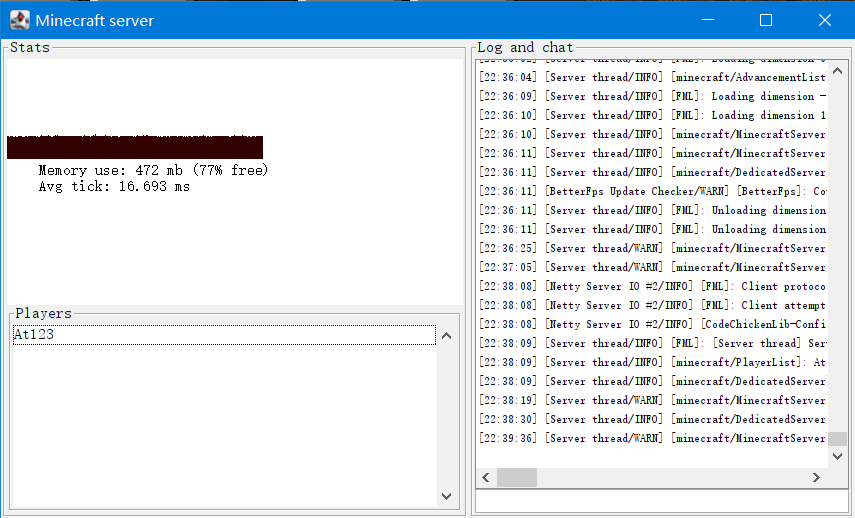 Minecraft server
Stats
Memory use: 472 mb (77% free)
Avg tick: 16.693 ms
Players
At123
Log and chat
[22:36:04] [Server thread/INFO] [minecraft/AdvancementList
[22:36:09] [Server thread/INFO] [FML]: Loading dimension -
[22:36:10] [Server thread/INFO] [FML]: Loading dimension 1
[22:36:10] [Server thread/INFO] [minecraft/MinecraftServer
[22:36:11] [Server thread/INFO] [minecraft/MinecraftServer
[22:36:11] [Server thread/INFO] [minecraft/DedicatedServer
[22:36:11] [BetterFps Update Checker/WARN] [BetterFps]: Co
[22:36:11] [Server thread/INFO] [FML]: Unloading dimension
[22:36:11] [Server thread/INFO] [FML]: Unloading dimension
[22:36:25] [Server thread/WARN] [minecraft/MinecraftServer
[22:37:05] [Server thread/WARN] [minecraft/MinecraftServer
[22:38:08] [Netty Server IO #2/INFO] [FML]: Client protoco
[22:38:08] [Netty Server IO #2/INFO] [FML]: Client attempt
[22:38:08] [Netty Server IO #2/INFO] [CodeChickenLib-Confi
[22:38:09] [Server thread/INFO] [FML]: [Server thread] Ser
[22:38:09] [Server thread/INFO] [minecraft/PlayerList]: At
[22:38:09] [Server thread/INFO] [minecraft/DedicatedServer
[22:38:19] [Server thread/WARN] [minecraft/MinecraftServer
[22:38:30] [Server thread/INFO] [minecraft/DedicatedServer
[22:39:36] [Server thread/WARN] [minecraft/MinecraftServer